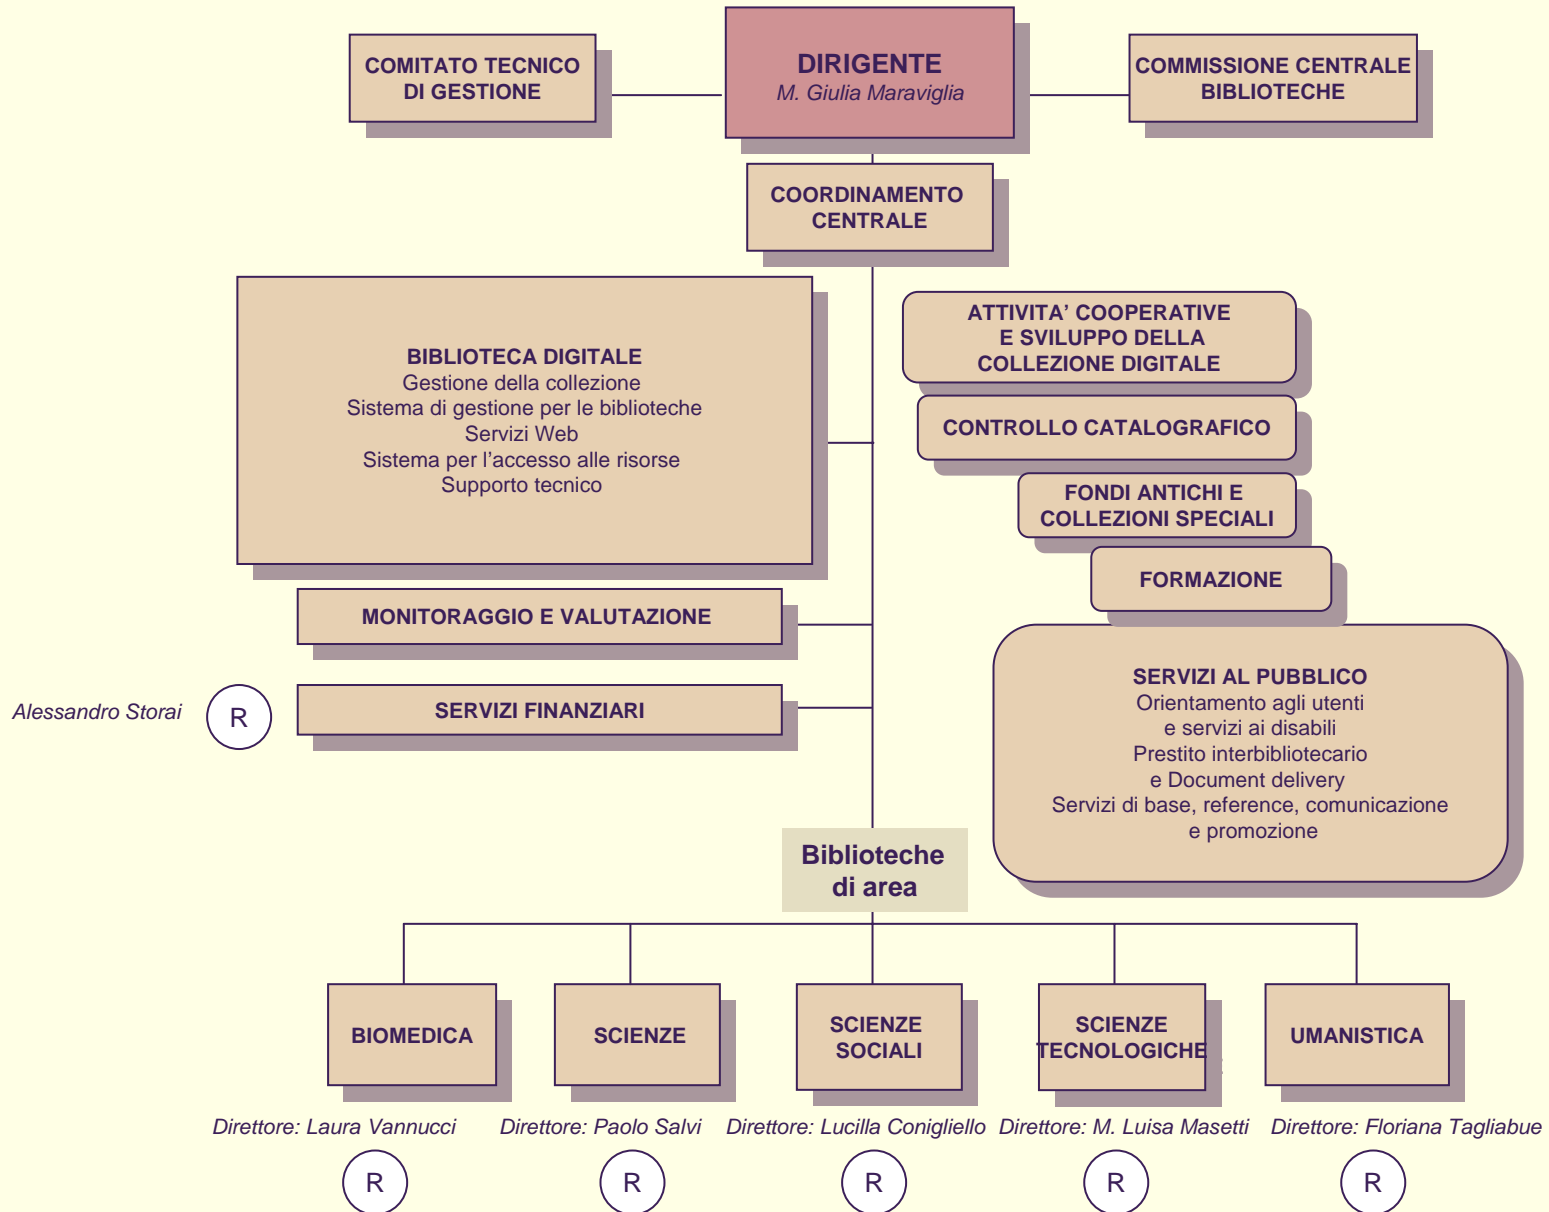 COMITATO TECNICO
DI GESTIONE
DIRIGENTE
M. Giulia Maraviglia
COMMISSIONE CENTRALE
BIBLIOTECHE
COORDINAMENTO
CENTRALE
BIBLIOTECA DIGITALE
Gestione della collezione
Sistema di gestione per le biblioteche
Servizi Web
Sistema per l'accesso alle risorse
Supporto tecnico
ATTIVITA' COOPERATIVE
E SVILUPPO DELLA
COLLEZIONE DIGITALE
CONTROLLO CATALOGRAFICO
FONDI ANTICHI E
COLLEZIONI SPECIALI
FORMAZIONE
MONITORAGGIO E VALUTAZIONE
Alessandro Storai
R
SERVIZI FINANZIARI
SERVIZI AL PUBBLICO
Orientamento agli utenti
e servizi ai disabili
Prestito interbibliotecario
e Document delivery
Servizi di base, reference, comunicazione
e promozione
Biblioteche
di area
BIOMEDICA
SCIENZE
SCIENZE
SOCIALI
SCIENZE
TECNOLOGICHE
UMANISTICA
Direttore: Laura Vannucci
Direttore: Paolo Salvi
Direttore: Lucilla Conigliello
Direttore: M. Luisa Masetti
Direttore: Floriana Tagliabue
R
R
R
R
R